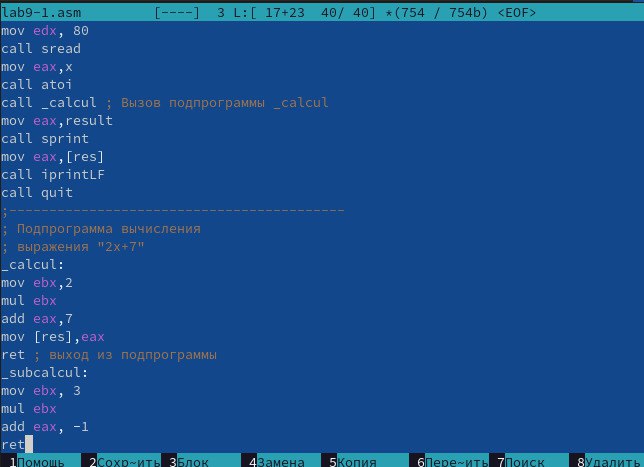 lab9-1.asm [----] 3 L:[ 17+23 40/ 40] *(754 / 754b) <EOF>
mov edx, 80
call sread
mov eax,x
call atoi
call _calcul ; Вызов подпрограммы _calcul
mov eax,result
call sprint
mov eax,[res]
call iprintLF
call quit
;------------------------------------------
; Подпрограмма вычисления
; выражения "2x+7"
_calcul:
mov ebx,2
mul ebx
add eax,7
mov [res],eax
ret ; выход из подпрограммы
_subcalcul:
mov ebx, 3
mul ebx
add eax, -1
ret
1Помощь 2Сохр~ить 3Блок 4Замена 5Копия 6Пере~ить 7Поиск 8Удалить